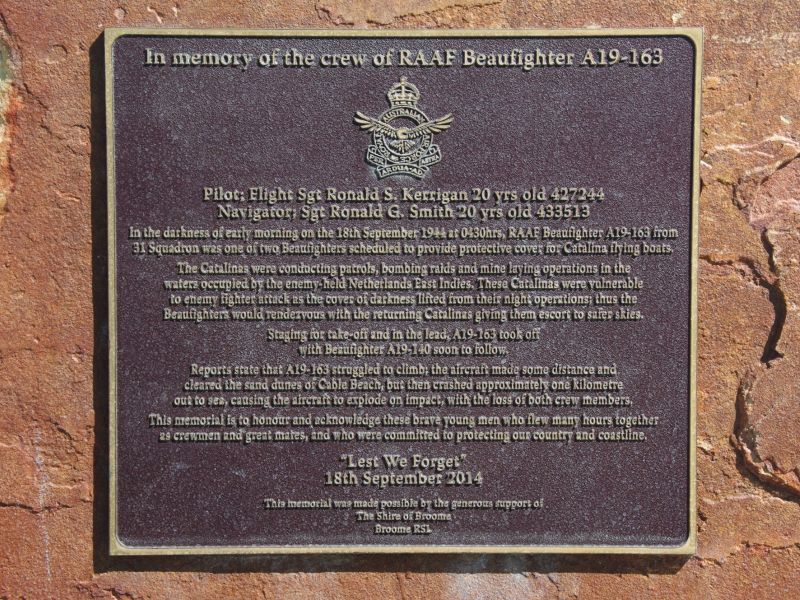 In memory of the crew of RAAF Beaufighter A19-163
AUSTRALIA
PER
ASTRA
ARDUA·AD
Pilot; Flight Sgt Ronald S. Kerrigan 20 yrs old 427244
Navigator; Sgt Ronald G. Smith 20 yrs old 433513
In the darkness of early morning on the 18th September 1944 at 0430hrs, RAAF Beaufighter A19-163 from
31 Squadron was one of two Beaufighters scheduled to provide protective cover for Catalina flying boats.
The Catalinas were conducting patrols, bombing raids and mine laying operations in the
waters occupied by the enemy-held Netherlands East Indies. These Catalinas were vulnerable
to enemy fighter attack as the cover of darkness lifted from their night operations; thus the
Beaufighters would rendezvous with the returning Catalinas giving them escort to safer skies.
Staging for take-off and in the lead, A19-163 took off
with Beaufighter A19-140 soon to follow.
Reports state that A19-163 struggled to climb; the aircraft made some distance and
cleared the sand dunes of Cable Beach, but then crashed approximately one kilometre
out to sea, causing the aircraft to explode on impact, with the loss of both crew members.
This memorial is to honour and acknowledge these brave young men who flew many hours together
as crewmen and great mates, and who were committed to protecting our country and coastline.
"Lest We Forget"
18th September 2014
This memorial was made possible by the generous support of
The Shire of Broome
Broome RSL